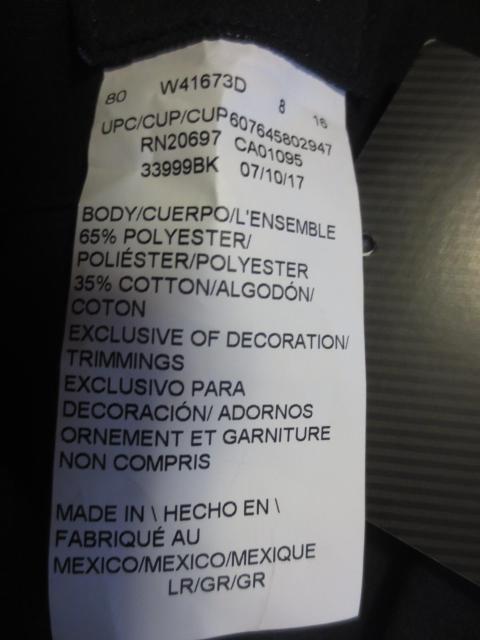 80 W41673D 8 16
UPC/CUP/CUP 607645802947
RN20697 CA01095
33999BK 07/10/17
BODY/CUERPO/L'ENSEMBLE
65% POLYESTER/
POLIÉSTER/POLYESTER
35% COTTON/ALGODÓN/
COTON
EXCLUSIVE OF DECORATION/
TRIMMINGS
EXCLUSIVO PARA
DECORACIÓN/ ADORNOS
ORNEMENT ET GARNITURE
NON COMPRIS
MADE IN \ HECHO EN \
FABRIQUÉ AU
MEXICO/MEXICO/MEXIQUE
LR/GR/GR